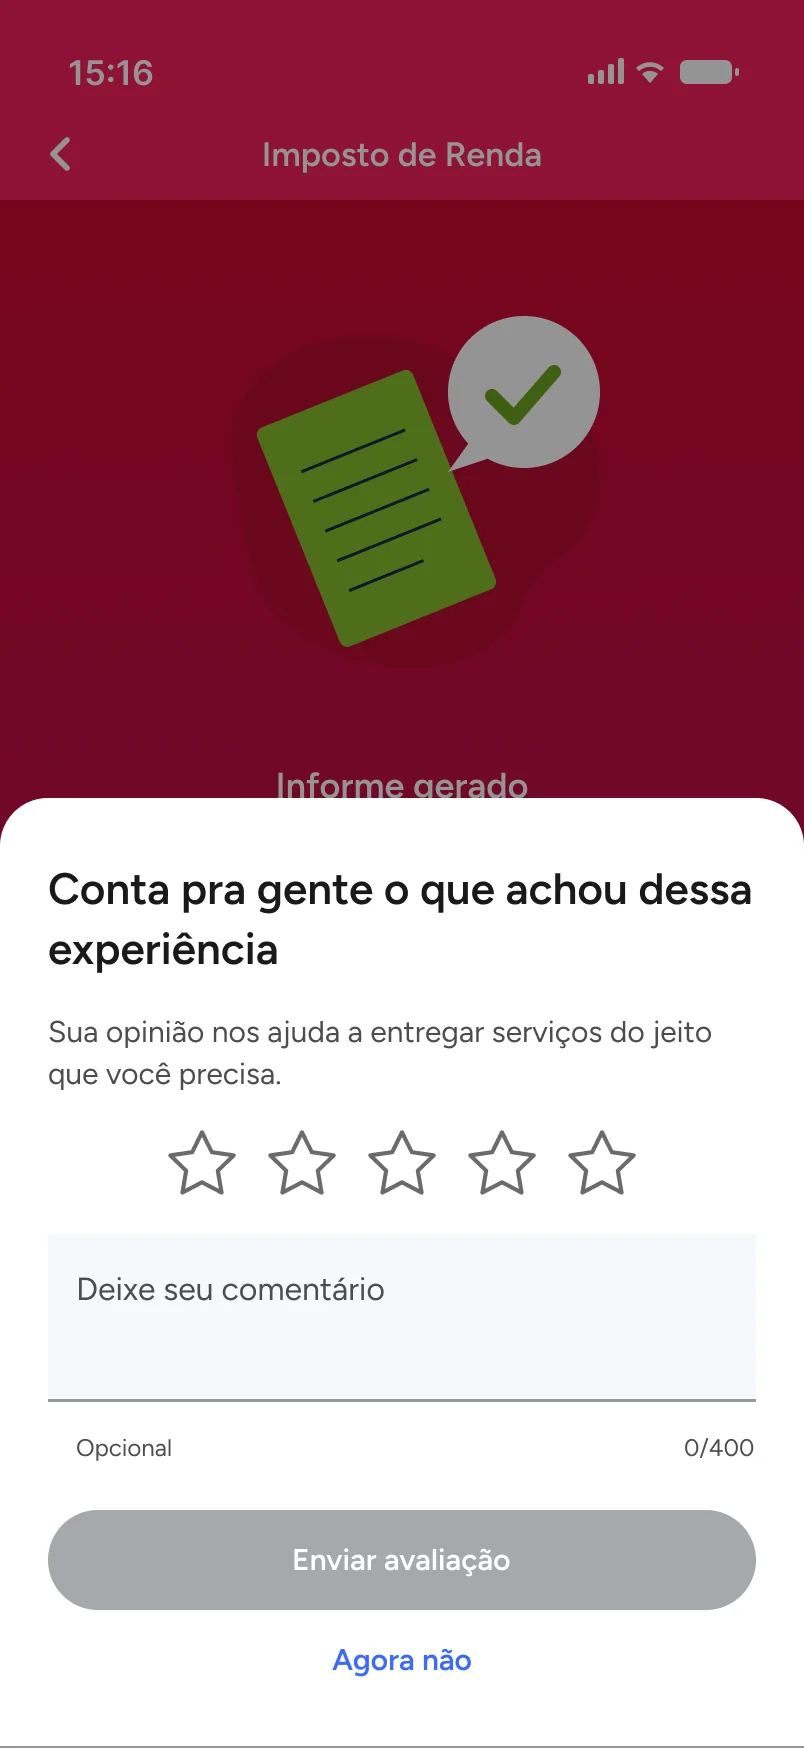 15:16
Imposto de Renda
Informe gerado
Conta pra gente o que achou dessa
experiência
Sua opinião nos ajuda a entregar serviços do jeito
que você precisa.
Deixe seu comentário
Opcional
0/400
Enviar avaliação
Agora não